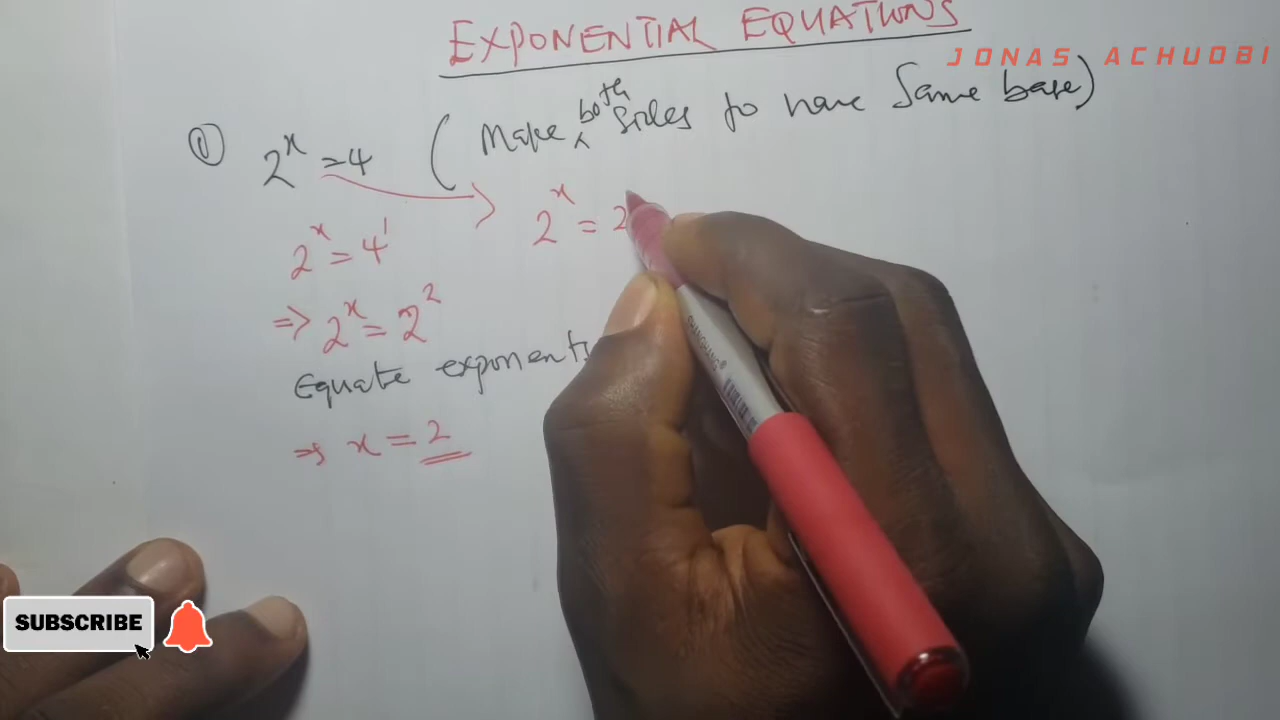 EXPONENTIAL EQUATIONS
JONAS ACHUOBI
① 2^x = 4 (Make both sides to have same base)
2^x = 4^1
2^x = 2
=> 2^x = 2^2
Equate exponent
=> x = 2
SHANGHANG®
SUBSCRIBE